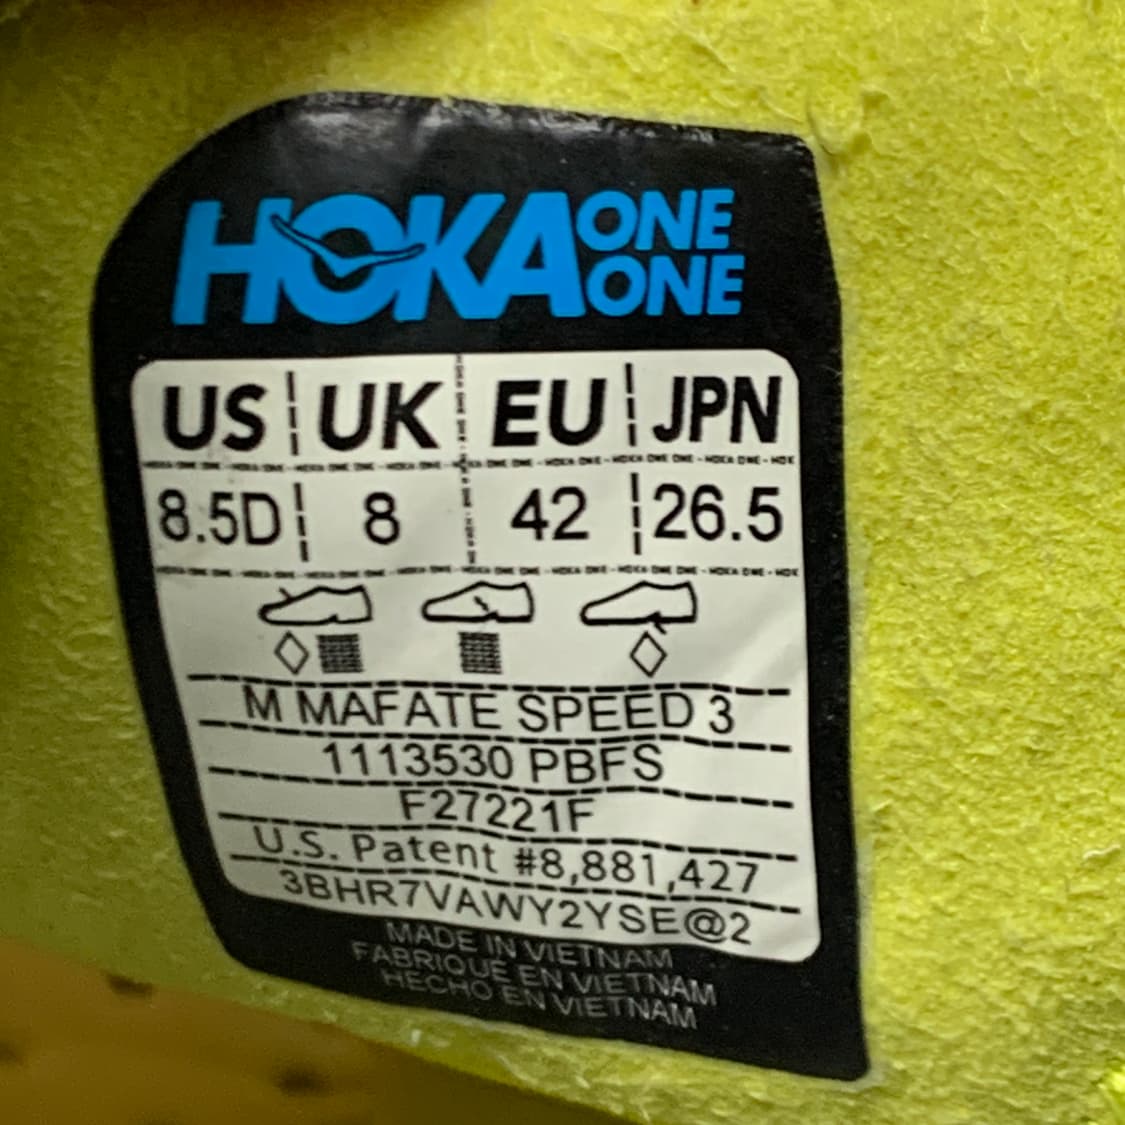 HOKA ONE ONE
US UK EU JPN
8.5D 8 42 26.5
M MAFATE SPEED 3
1113530 PBFS
F27221F
U.S. Patent #8,881,427
3BHR7VAWY2YSE@2
MADE IN VIETNAM
FABRIQUÉ EN VIETNAM
HECHO EN VIETNAM